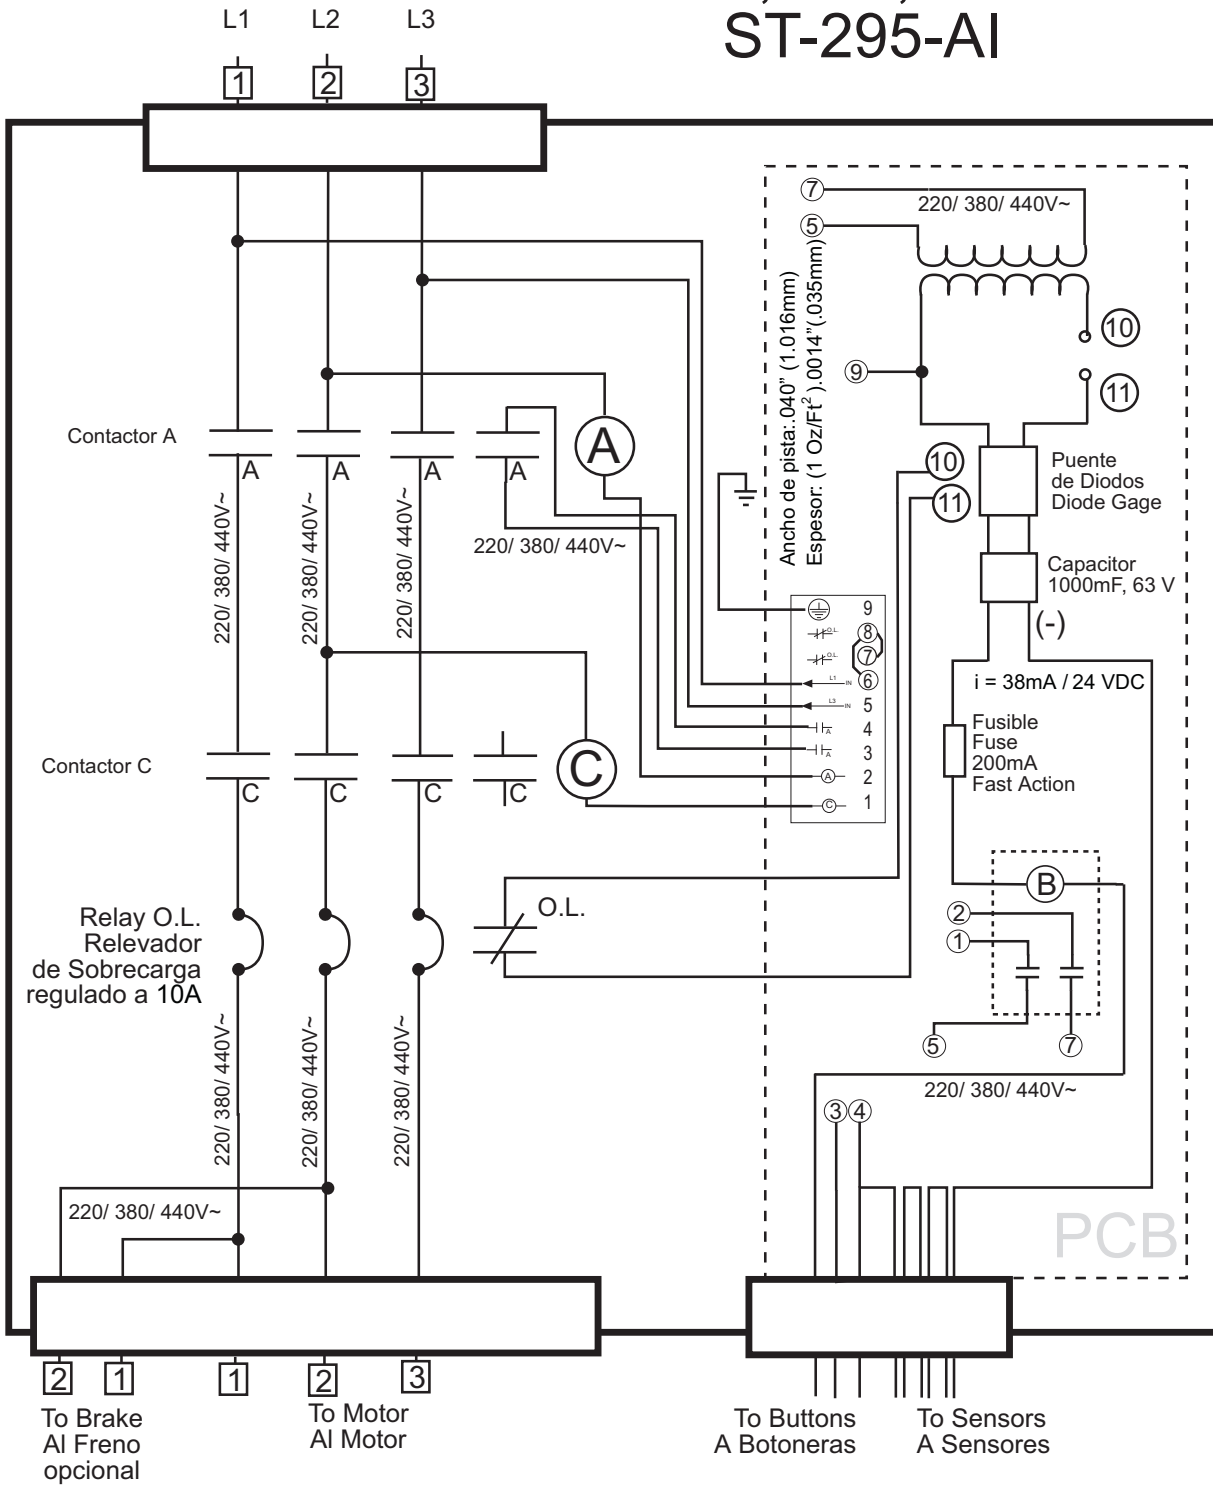 L1
L2
L3
ST-295-AI
1
2
3
7
220/ 380/ 440V~
5
Ancho de pista:.040" (1.016mm)
Espesor: (1 Oz/Ft² ).0014"(.035mm)
10
9
11
Contactor A
A
A
A
A
A
10
11
Puente
de Diodos
Diode Gage
220/ 380/ 440V~
220/ 380/ 440V~
220/ 380/ 440V~
220/ 380/ 440V~
Capacitor
1000mF, 63 V
(-)
9
O.L. 8
O.L. 7
L1 IN 6
L3 IN 5
A 4
A 3
A 2
C 1
i = 38mA / 24 VDC
Fusible
Fuse
200mA
Fast Action
Contactor C
C
C
C
C
C
B
2
1
5
7
O.L.
Relay O.L.
Relevador
de Sobrecarga
regulado a 10A
220/ 380/ 440V~
220/ 380/ 440V~
220/ 380/ 440V~
220/ 380/ 440V~
3
4
220/ 380/ 440V~
PCB
2
1
1
2
3
To Brake
Al Freno
opcional
To Motor
Al Motor
To Buttons
A Botoneras
To Sensors
A Sensores